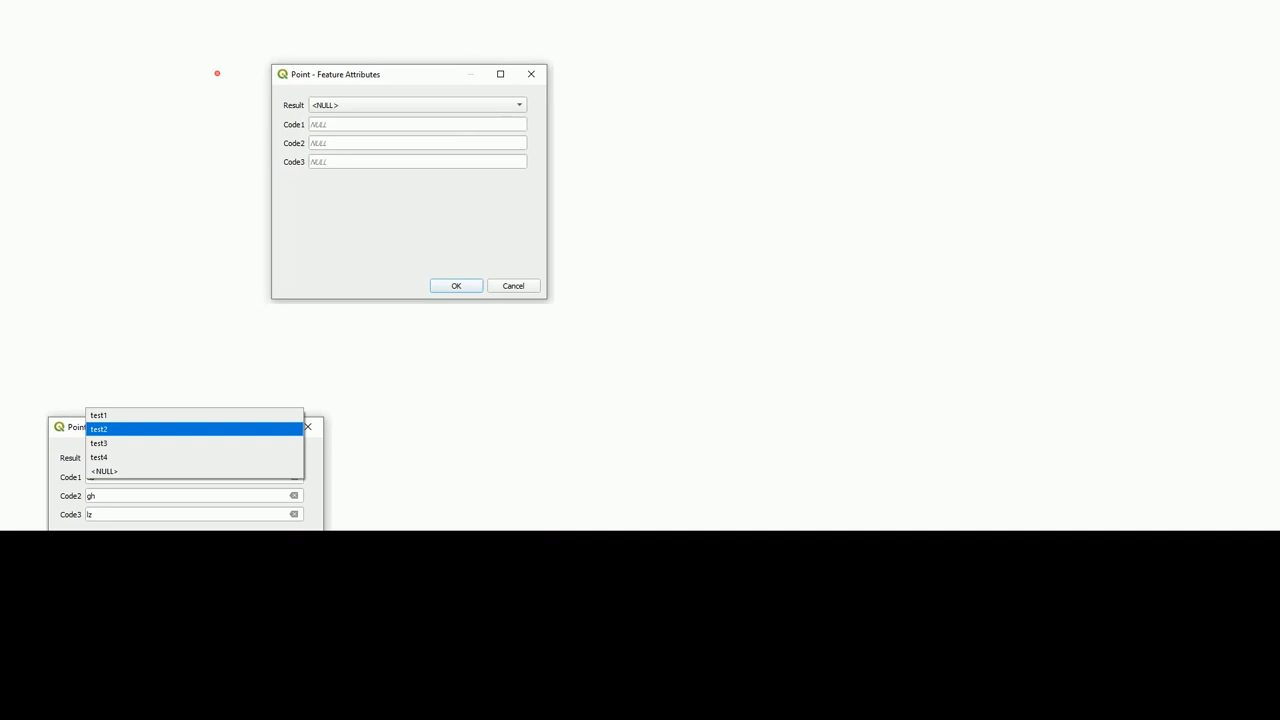 Point - Feature Attributes
Result <NULL>
Code1 NULL
Code2 NULL
Code3 NULL
OK Cancel
test1
Point
test2
test3
Result
test4
<NULL>
Code1
Code2 gh
Code3 lz